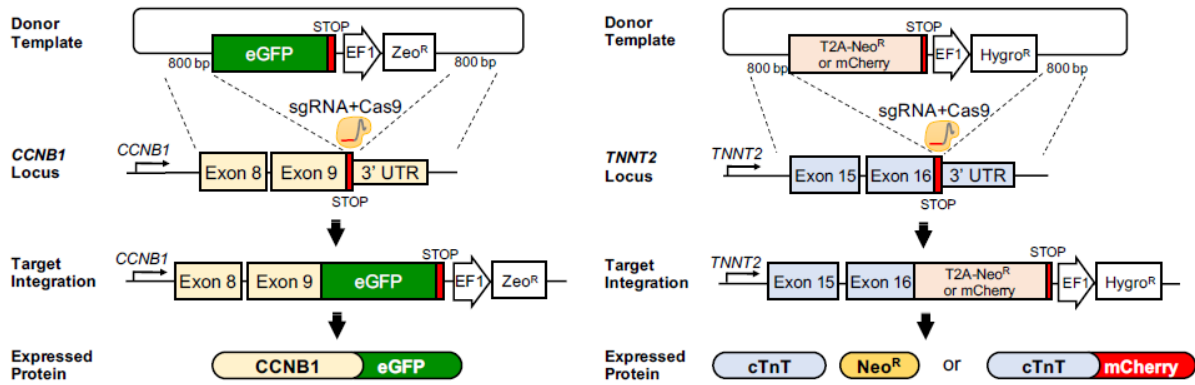 Donor
Template
STOP
eGFP
EF1
Zeo^R
800 bp
800 bp
sgRNA+Cas9
CCNB1
Locus
CCNB1
Exon 8
Exon 9
3' UTR
STOP
Target
Integration
CCNB1
Exon 8
Exon 9
eGFP
STOP
EF1
Zeo^R
Expressed
Protein
CCNB1
eGFP
Donor
Template
STOP
T2A-Neo^R
or mCherry
EF1
Hygro^R
800 bp
800 bp
sgRNA+Cas9
TNNT2
Locus
TNNT2
Exon 15
Exon 16
3' UTR
STOP
Target
Integration
TNNT2
Exon 15
Exon 16
T2A-Neo^R
or mCherry
STOP
EF1
Hygro^R
Expressed
Protein
cTnT
Neo^R
or
cTnT
mCherry